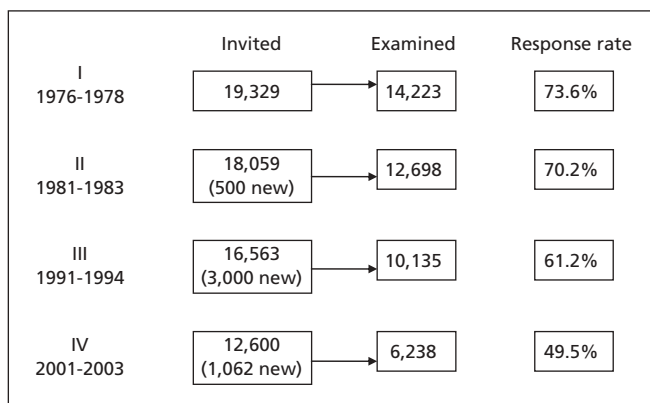 Invited Examined Response rate
I
1976-1978
19,329 14,223 73.6%
II
1981-1983
18,059
(500 new)
12,698 70.2%
III
1991-1994
16,563
(3,000 new)
10,135 61.2%
IV
2001-2003
12,600
(1,062 new)
6,238 49.5%